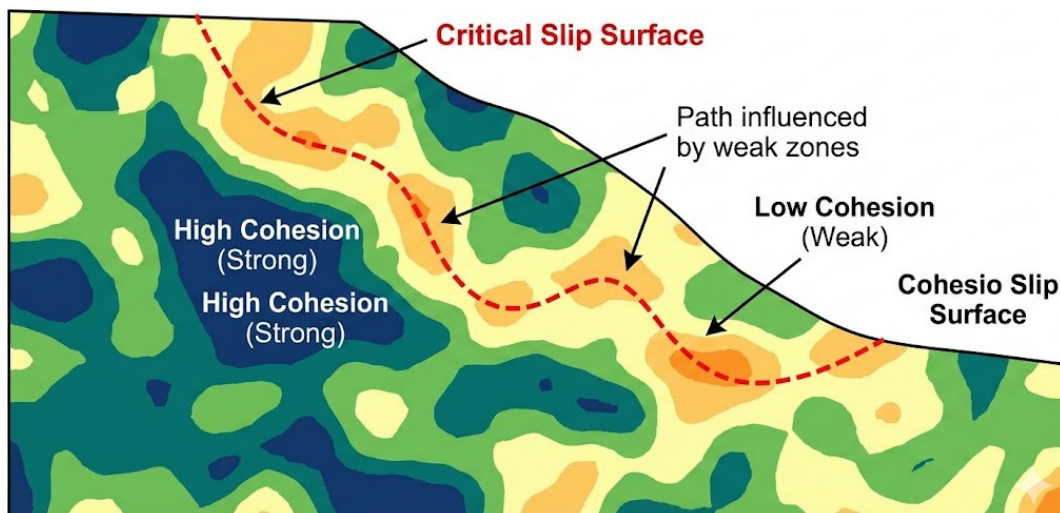 Critical Slip Surface
Path influenced
by weak zones
Low Cohesion
(Weak)
High Cohesion
(Strong)
High Cohesion
(Strong)
Cohesio Slip
Surface